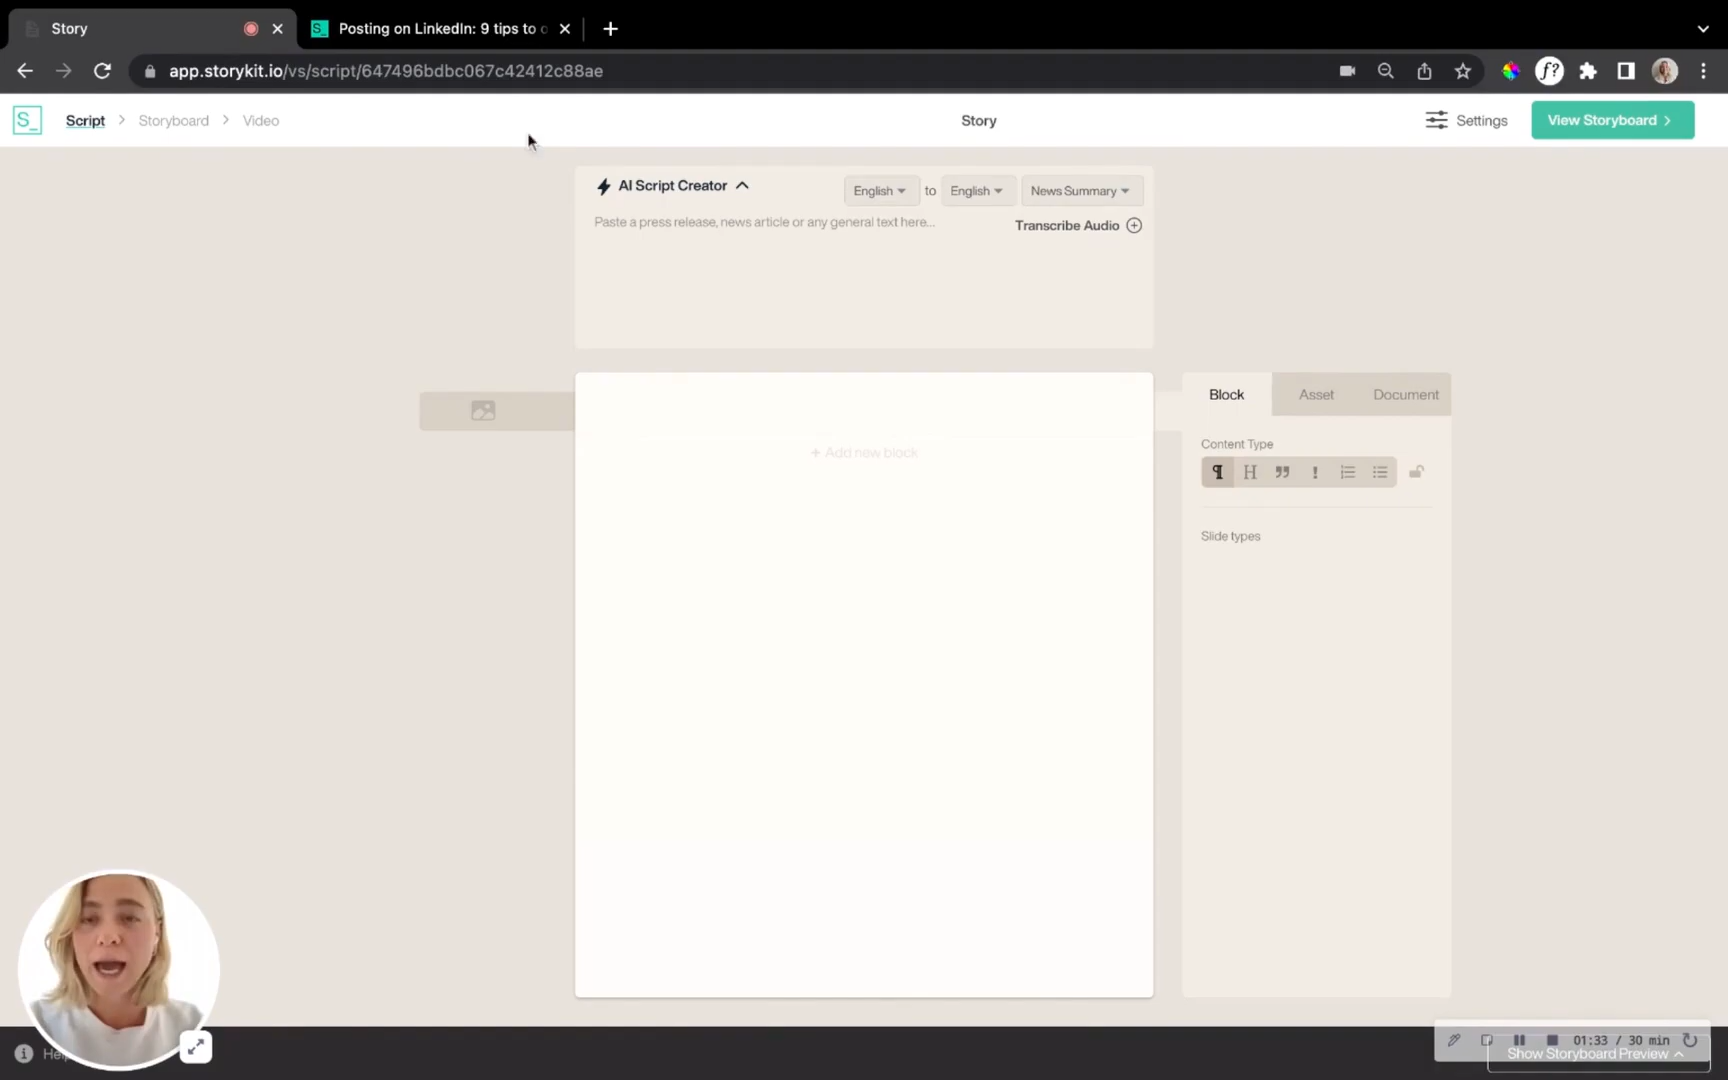 Story
Posting on LinkedIn: 9 tips to
app.storykit.io/vs/script/647496bdbc067c42412c88ae
f?
S_
Script
Storyboard
Video
Story
Settings
View Storyboard
AI Script Creator
English
to
English
News Summary
Paste a press release, news article or any general text here...
Transcribe Audio
+ Add new block
Block
Asset
Document
Content Type
H
Slide types
01:33 / 30 min
Show Storyboard Preview